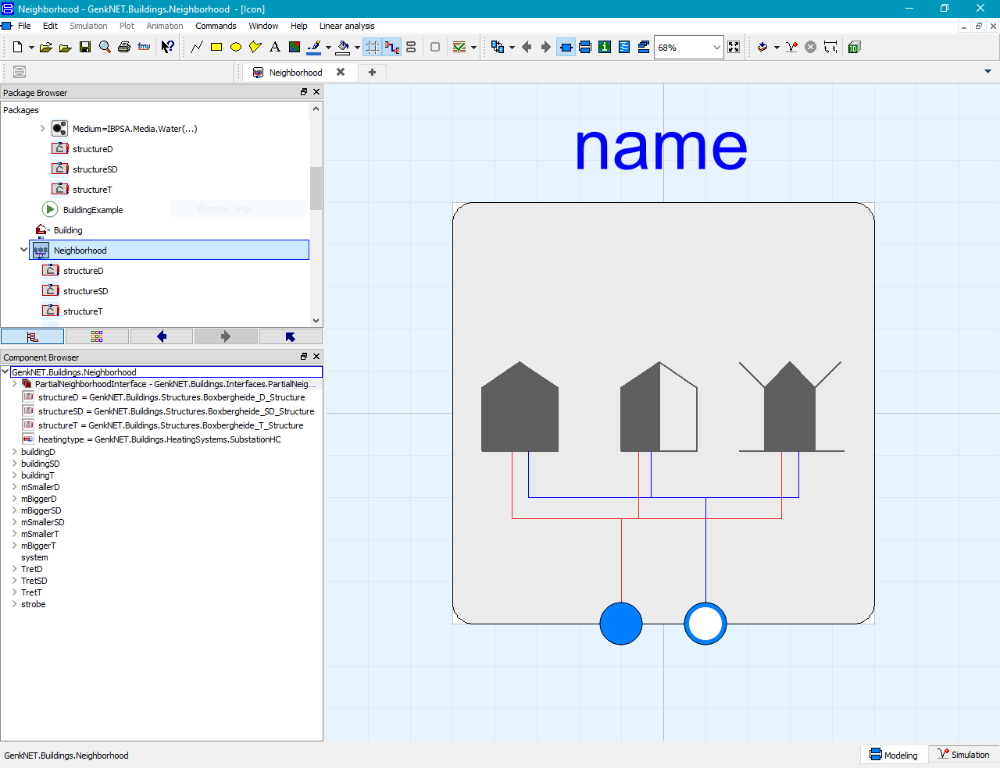 Neighborhood - GenkNET.Buildings.Neighborhood - [Icon]
File Edit Simulation Plot Animation Commands Window Help Linear analysis
fmu
A
68%
3D
Neighborhood
Package Browser
Packages
Medium=IBPSA.Media.Water(...)
structureD
structureSD
structureT
Window Snip
BuildingExample
Building
Neighborhood
structureD
structureSD
structureT
Component Browser
GenkNET.Buildings.Neighborhood
PartialNeighborhoodInterface - GenkNET.Buildings.Interfaces.PartialNeig...
structureD = GenkNET.Buildings.Structures.Boxbergheide_D_Structure
structureSD = GenkNET.Buildings.Structures.Boxbergheide_SD_Structure
structureT = GenkNET.Buildings.Structures.Boxbergheide_T_Structure
heatingtype = GenkNET.Buildings.HeatingSystems.SubstationHC
buildingD
buildingSD
buildingT
mSmallerD
mBiggerD
mBiggerSD
mSmallerSD
mSmallerT
mBiggerT
system
TretD
TretSD
TretT
strobe
name
GenkNET.Buildings.Neighborhood
Modeling
Simulation